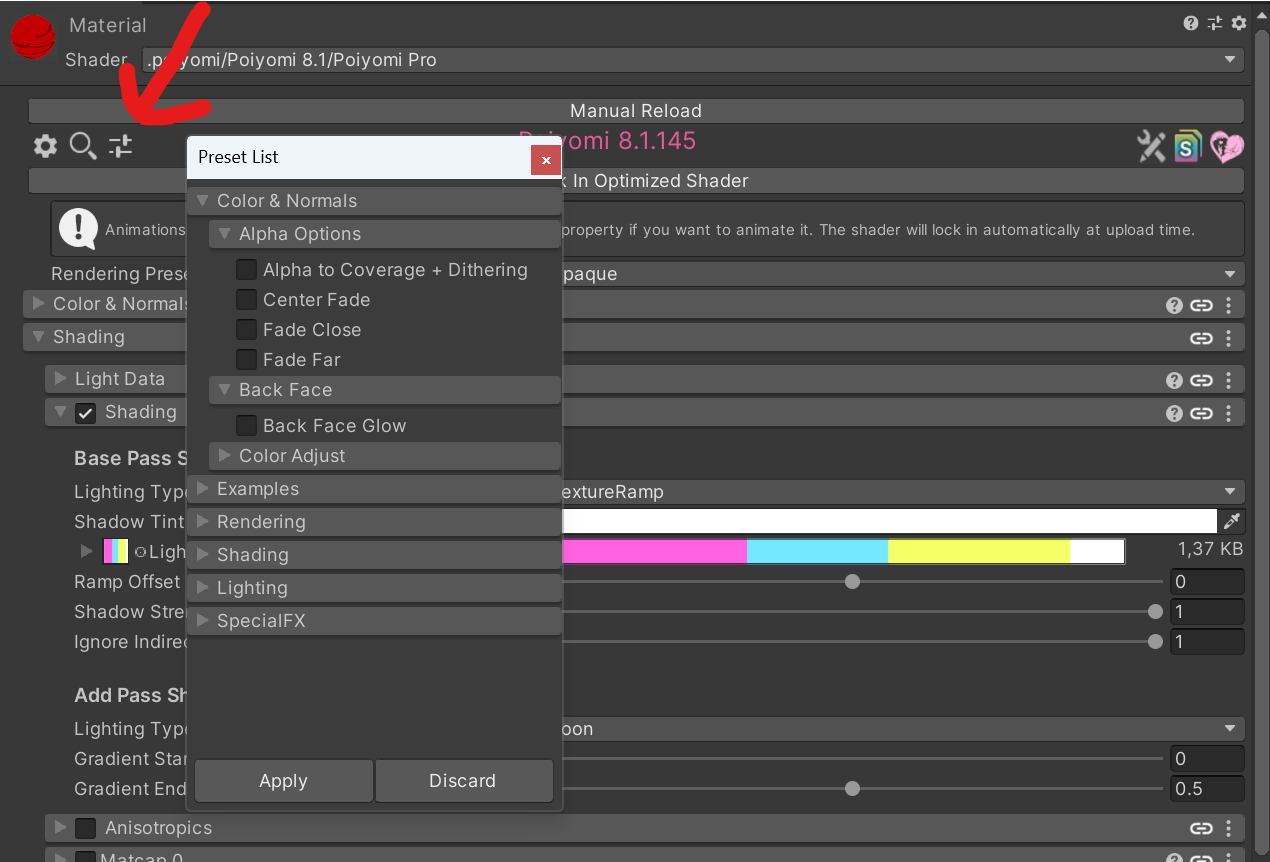 Material
Shader .poiyomi/Poiyomi 8.1/Poiyomi Pro
Manual Reload
Poiyomi 8.1.145
S
Preset List
x
k In Optimized Shader
Color & Normals
Animations
property if you want to animate it. The shader will lock in automatically at upload time.
Alpha Options
Rendering Prese
paque
Alpha to Coverage + Dithering
Color & Normals
Center Fade
Shading
Fade Close
Fade Far
Light Data
Back Face
Shading
Back Face Glow
Base Pass S
Color Adjust
Lighting Type
extureRamp
Examples
Shadow Tint
Rendering
Ligh
1,37 KB
Shading
Ramp Offset
0
Lighting
Shadow Stre
1
SpecialFX
Ignore Indirec
1
Add Pass Sh
Lighting Type
oon
Gradient Star
0
Apply
Discard
Gradient End
0.5
Anisotropics
Matcap 0